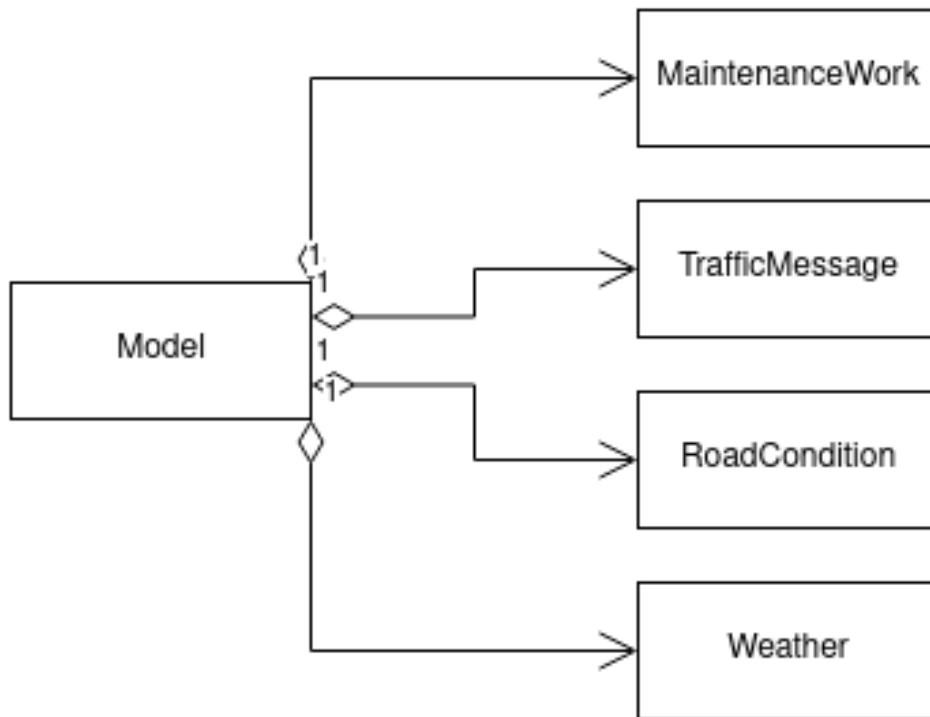 MaintenanceWork
1
1
TrafficMessage
Model
1
1
RoadCondition
Weather